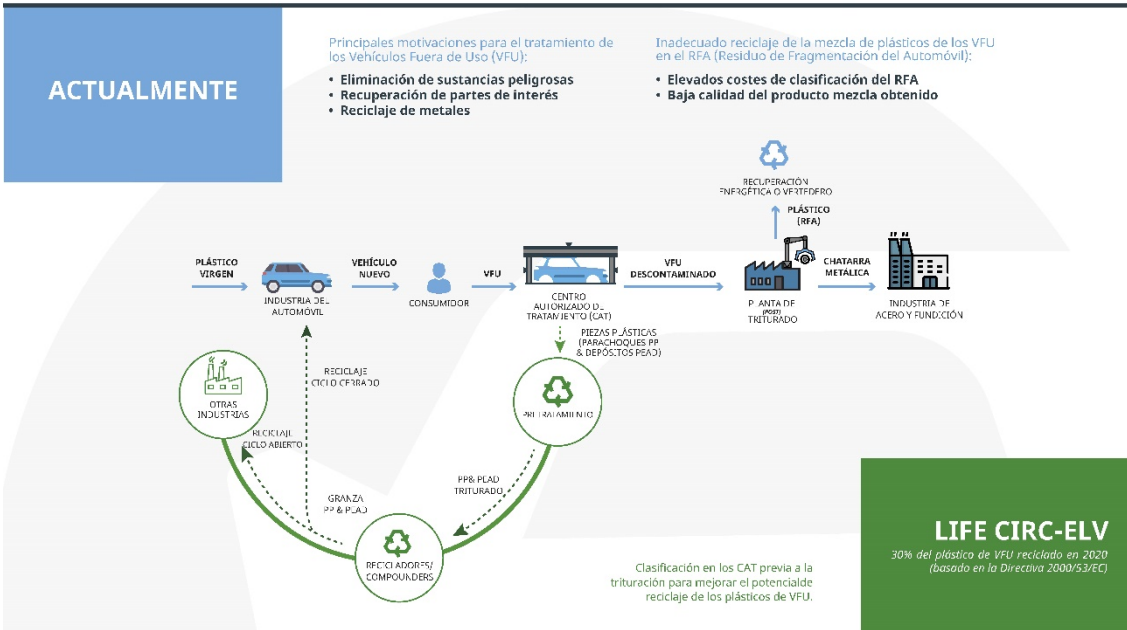 ACTUALMENTE
Principales motivaciones para el tratamiento de
los Vehículos Fuera de Uso (VFU):
• Eliminación de sustancias peligrosas
• Recuperación de partes de interés
• Reciclaje de metales
Inadecuado reciclaje de la mezcla de plásticos de los VFU
en el RFA (Residuo de Fragmentación del Automóvil):
• Elevados costes de clasificación del RFA
• Baja calidad del producto mezcla obtenido
RECUPERACIÓN
ENERGÉTICA O VERTEDERO
PLÁSTICO
(RFA)
PLÁSTICO
VIRGEN
INDUSTRIA DEL
AUTOMÓVIL
VEHÍCULO
NUEVO
CONSUMIDOR
VFU
CENTRO
AUTORIZADO DE
TRATAMIENTO (CAT)
VFU
DESCONTAMINADO
PLANTA DE
(POST)
TRITURADO
CHATARRA
METÁLICA
INDUSTRIA DE
ACERO Y FUNDICIÓN
PIEZAS PLÁSTICAS
(PARACHOQUES PP
& DEPÓSITOS PEAD)
RECICLAJE
CICLO CERRADO
OTRAS
INDUSTRIAS
PRETRATAMIENTO
RECICLAJE
CICLO ABIERTO
PP& PEAD
TRITURADO
GRANZA
PP & PEAD
RECICLADORES/
COMPOUNDERS
Clasificación en los CAT previa a la
trituración para mejorar el potencialde
reciclaje de los plásticos de VFU.
LIFE CIRC-ELV
30% del plástico de VFU reciclado en 2020
(basado en la Directiva 2000/53/EC)